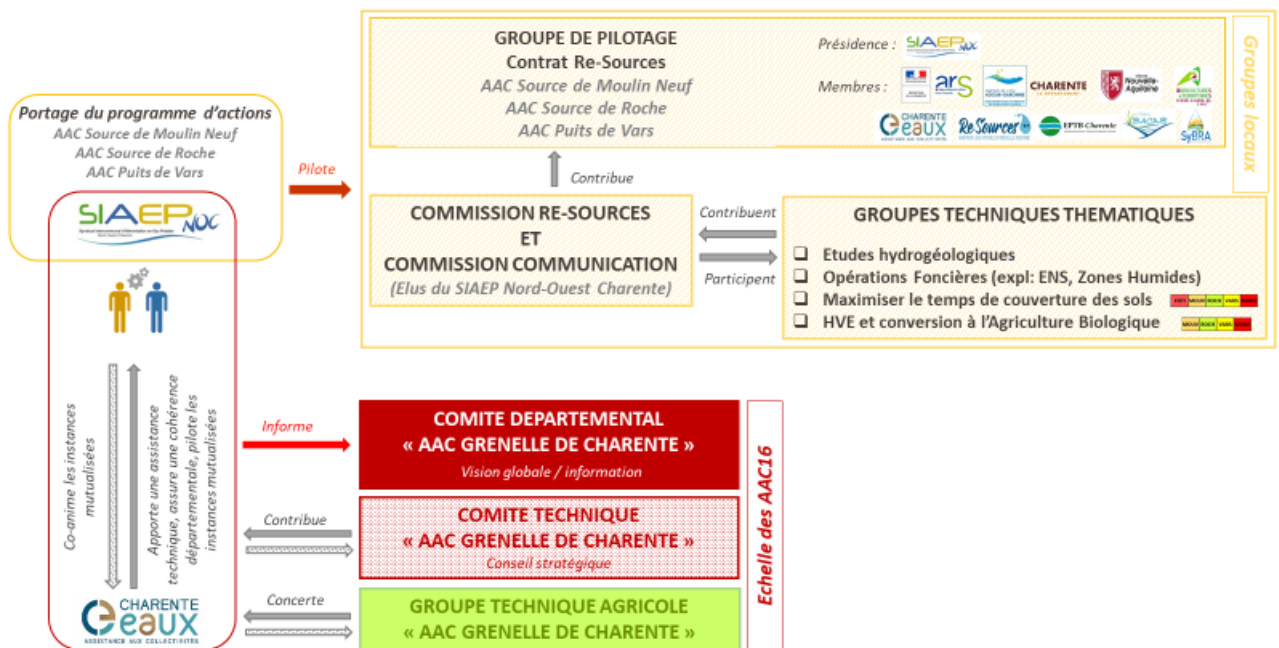 Portage du programme d'actions
AAC Source de Moulin Neuf
AAC Source de Roche
AAC Puits de Vars
SIAEP NOC
Pilote
GROUPE DE PILOTAGE
Contrat Re-Sources
AAC Source de Moulin Neuf
AAC Source de Roche
AAC Puits de Vars
Présidence :
SIAEP NOC
Membres :
ars
CHARENTE
Nouvelle-
Aquitaine
CHARENTE
eaux
Re.Sources
EPTB Charente
SyBRA
Groupes locaux
Contribue
COMMISSION RE-SOURCES
ET
COMMISSION COMMUNICATION
(Elus du SIAEP Nord-Ouest Charente)
Contribuent
Participent
GROUPES TECHNIQUES THEMATIQUES
❑ Etudes hydrogéologiques
❑ Opérations Foncières (expl: ENS, Zones Humides)
❑ Maximiser le temps de couverture des sols
❑ HVE et conversion à l'Agriculture Biologique
Co-anime les instances
mutualisées
Apporte une assistance
technique, assure une cohérence
départementale, pilote les
instances mutualisées
CHARENTE
eaux
ASSISTANCE AUX COLLECTIVITÉS
Informe
COMITE DEPARTEMENTAL
« AAC GRENELLE DE CHARENTE »
Vision globale / information
Contribue
COMITE TECHNIQUE
« AAC GRENELLE DE CHARENTE »
Conseil stratégique
Concerte
GROUPE TECHNIQUE AGRICOLE
« AAC GRENELLE DE CHARENTE »
Echelle des AAC16